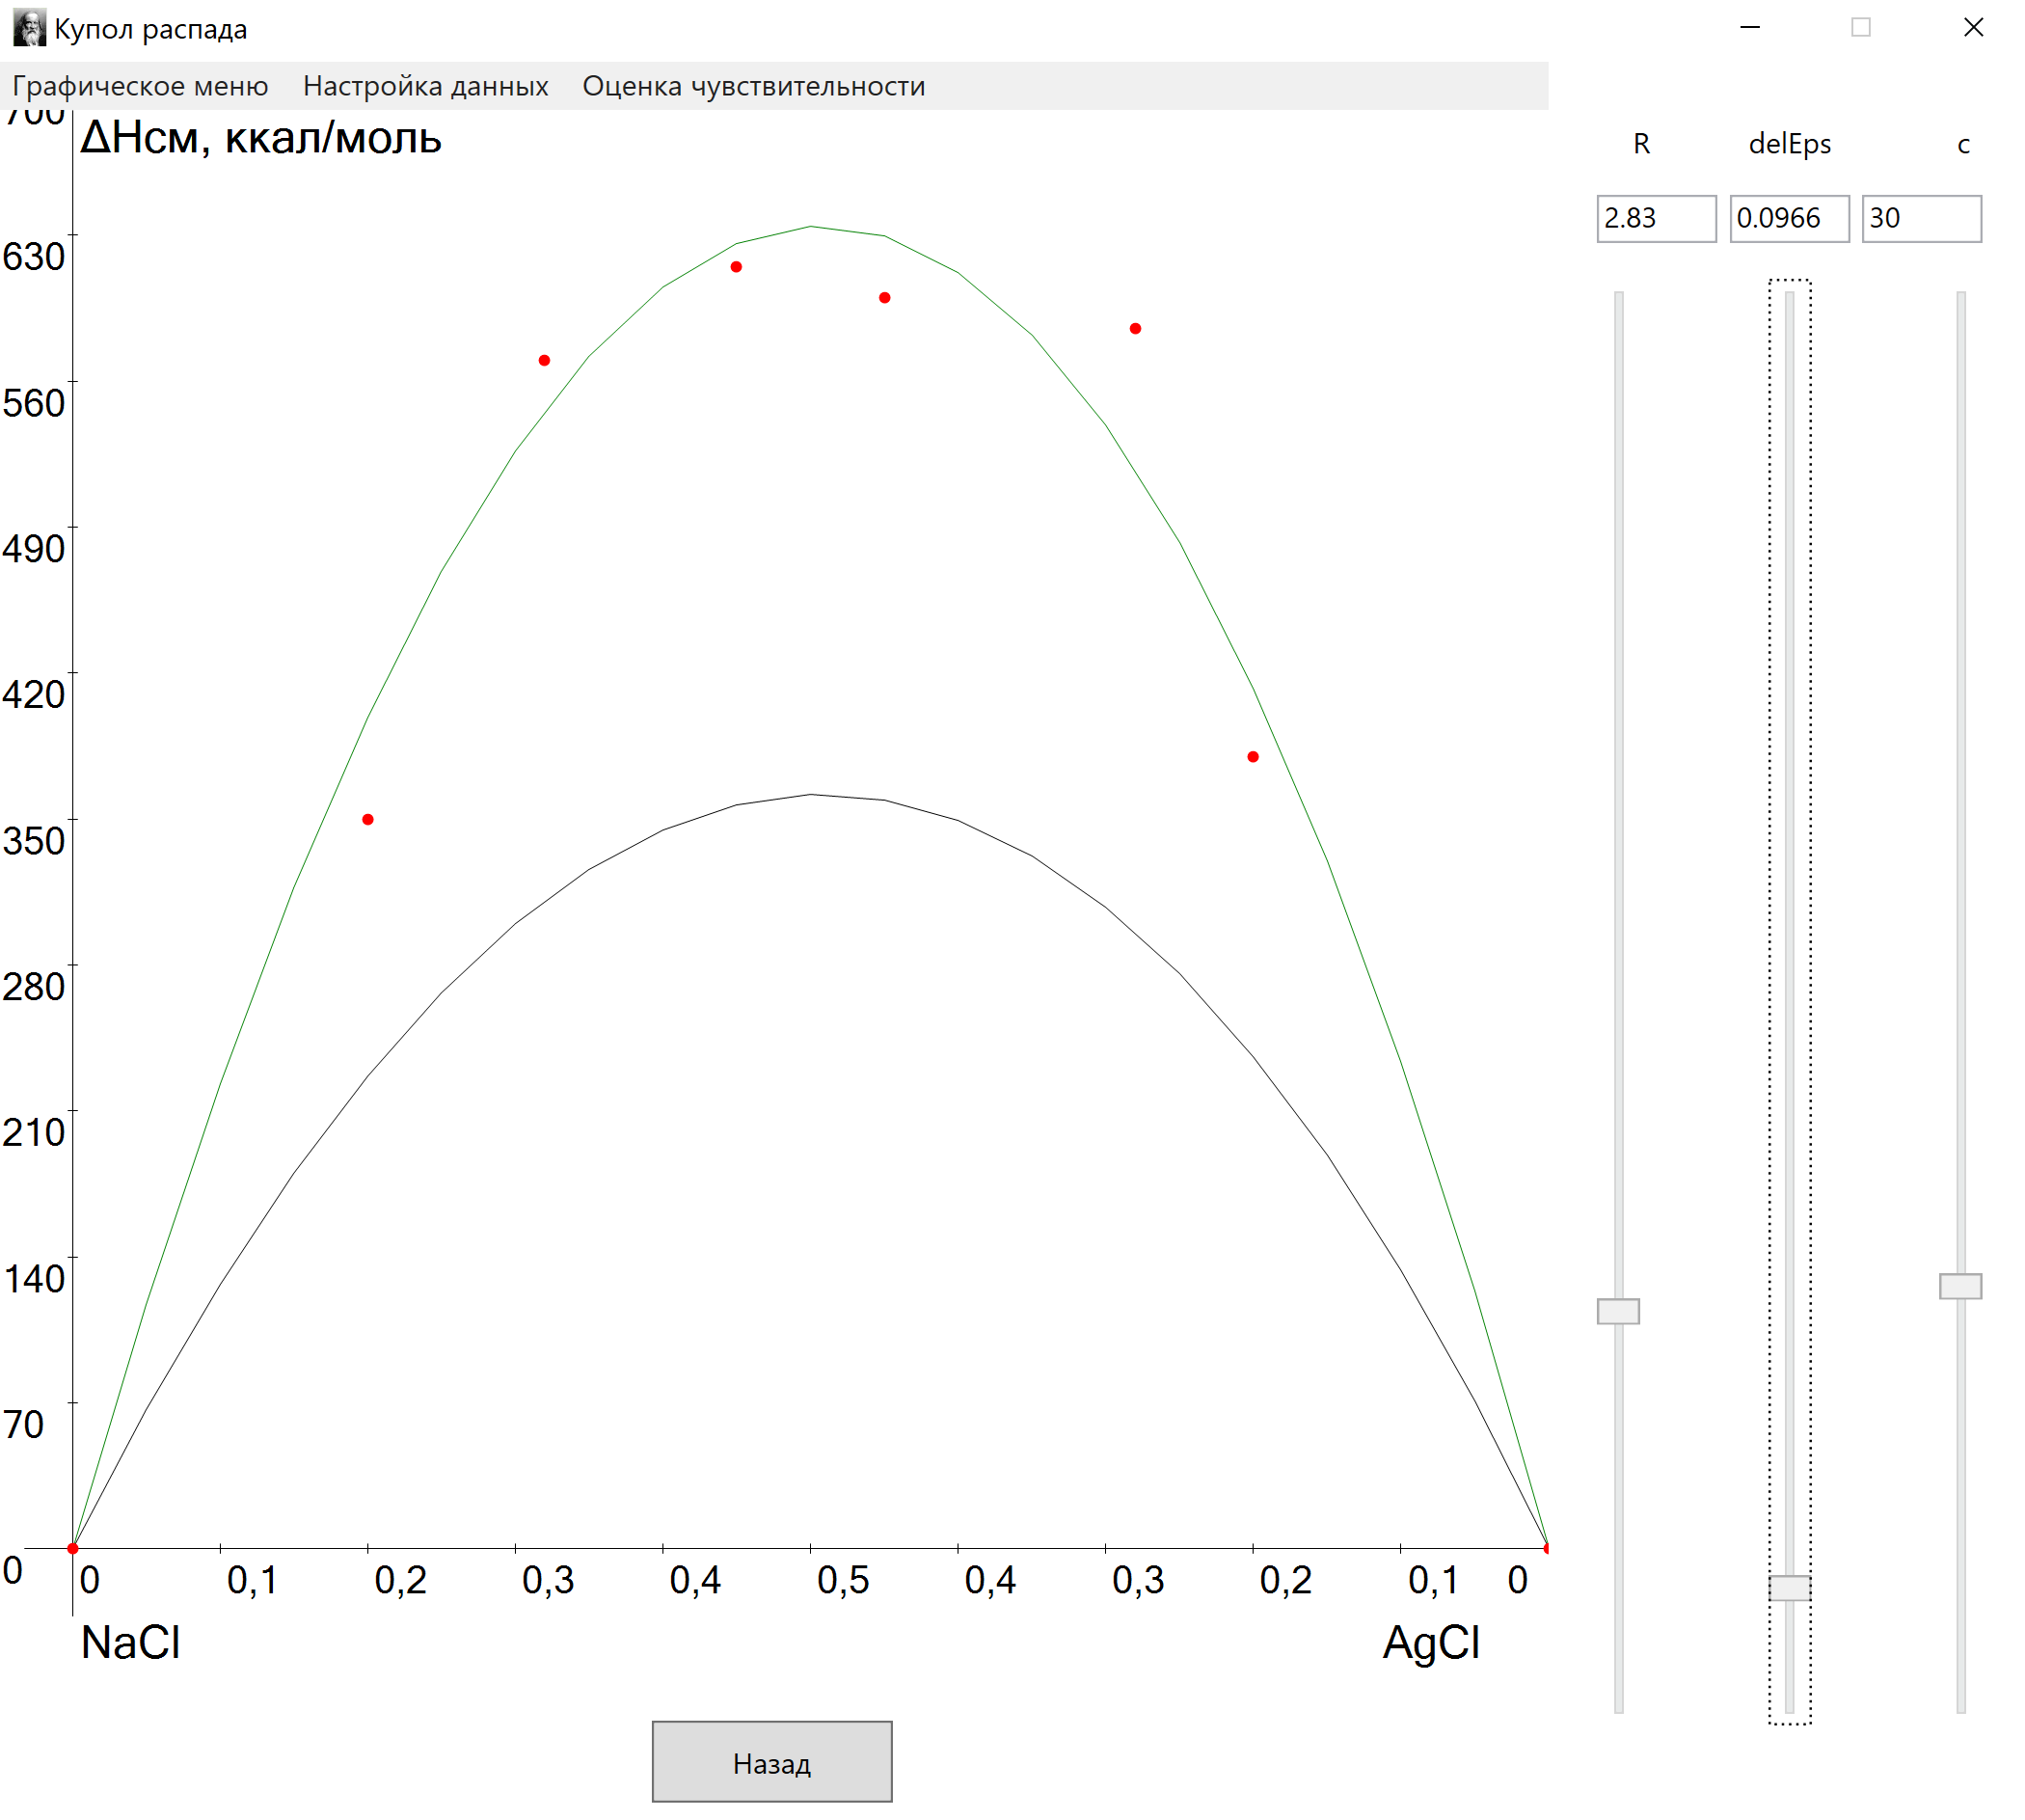 Купол распада
Графическое меню Настройка данных Оценка чувствительности
700
ΔHсм, ккал/моль
R delEps c
2.83 0.0966 30
630
560
490
420
350
280
210
140
70
0
0 0,1 0,2 0,3 0,4 0,5 0,4 0,3 0,2 0,1 0
NaCl AgCl
Назад